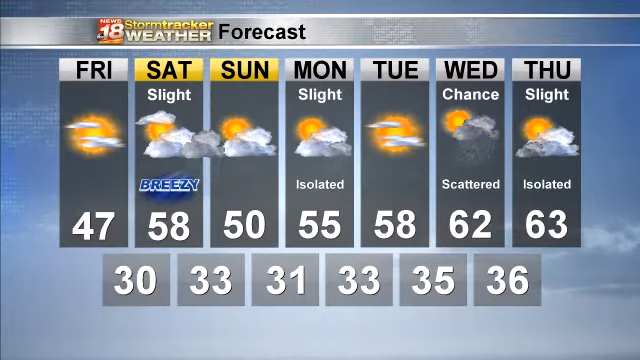 NEWS
18
Stormtracker
WEATHER
Forecast
FRI SAT SUN MON TUE WED THU
Slight Slight Chance Slight
BREEZY Isolated Scattered Isolated
47 58 50 55 58 62 63
30 33 31 33 35 36